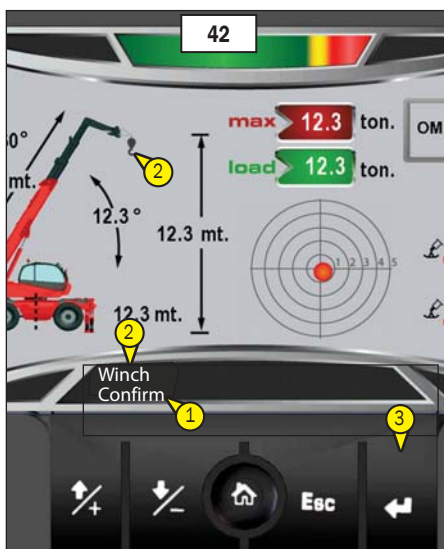 42
max 12.3 ton.
OM
0°
load 12.3 ton.
mt.
2
12.3°
12.3 mt.
1 2 3 4 5
12.3 mt.
2
Winch
Confirm
1
3
+
−
Esc